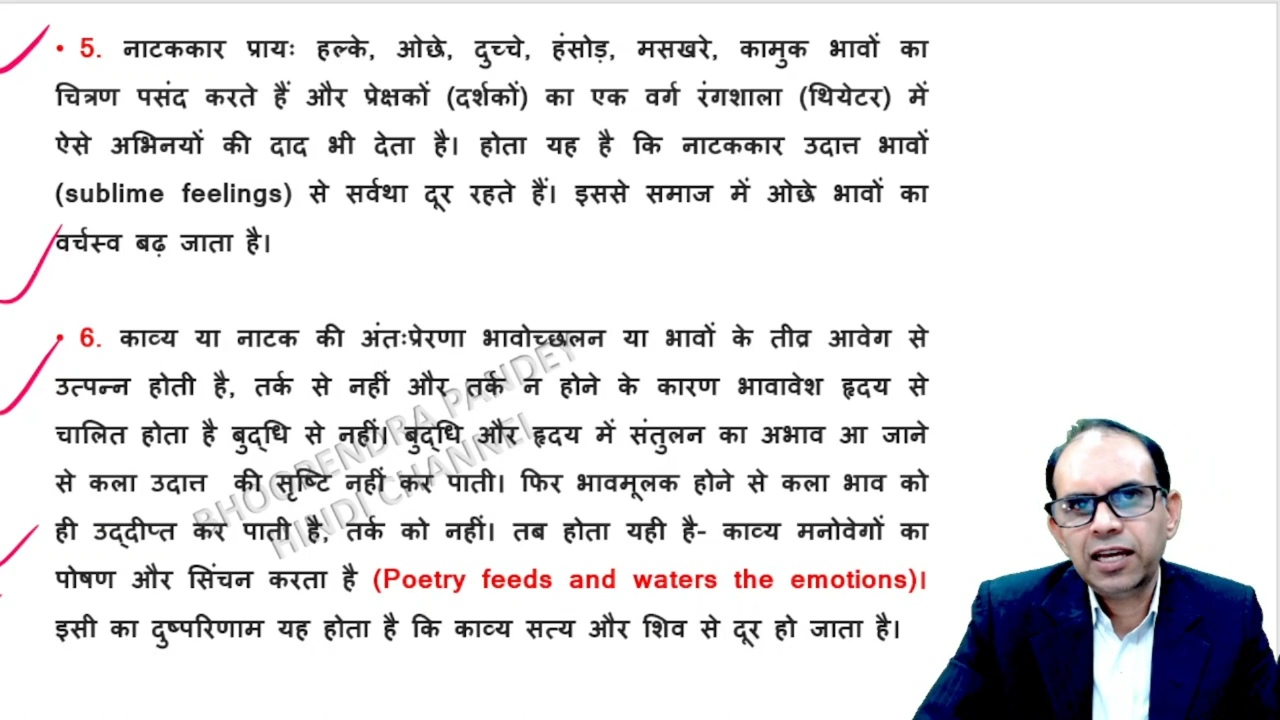 • 5. नाटककार प्रायः हल्के, ओछे, दुच्चे, हंसोड़, मसखरे, कामुक भावों का
चित्रण पसंद करते हैं और प्रेक्षकों (दर्शकों) का एक वर्ग रंगशाला (थियेटर) में
ऐसे अभिनयों की दाद भी देता है। होता यह है कि नाटककार उदात्त भावों
(sublime feelings) से सर्वथा दूर रहते हैं। इससे समाज में ओछे भावों का
वर्चस्व बढ़ जाता है।
• 6. काव्य या नाटक की अंतःप्रेरणा भावोच्छलन या भावों के तीव्र आवेग से
उत्पन्न होती है, तर्क से नहीं और तर्क न होने के कारण भावावेश हृदय से
चालित होता है बुद्धि से नहीं। बुद्धि और हृदय में संतुलन का अभाव आ जाने
से कला उदात्त की सृष्टि नहीं कर पाती। फिर भावमूलक होने से कला भाव को
ही उद्दीप्त कर पाती है, तर्क को नहीं। तब होता यही है- काव्य मनोवेगों का
पोषण और सिंचन करता है (Poetry feeds and waters the emotions)।
इसी का दुष्परिणाम यह होता है कि काव्य सत्य और शिव से दूर हो जाता है।
BHOOPENDRA PANDEY
HINDI CHANNEL